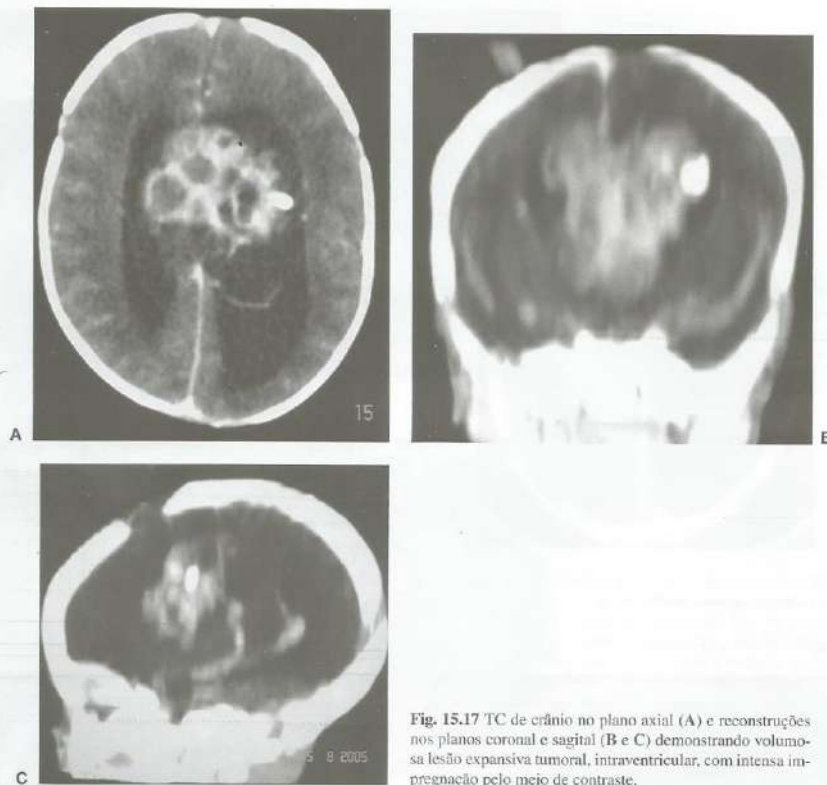 15
A
B
5 8 2005
C
Fig. 15.17 TC de crânio no plano axial (A) e reconstruções
nos planos coronal e sagital (B e C) demonstrando volumo-
sa lesão expansiva tumoral, intraventricular, com intensa im-
pregnação pelo meio de contraste.